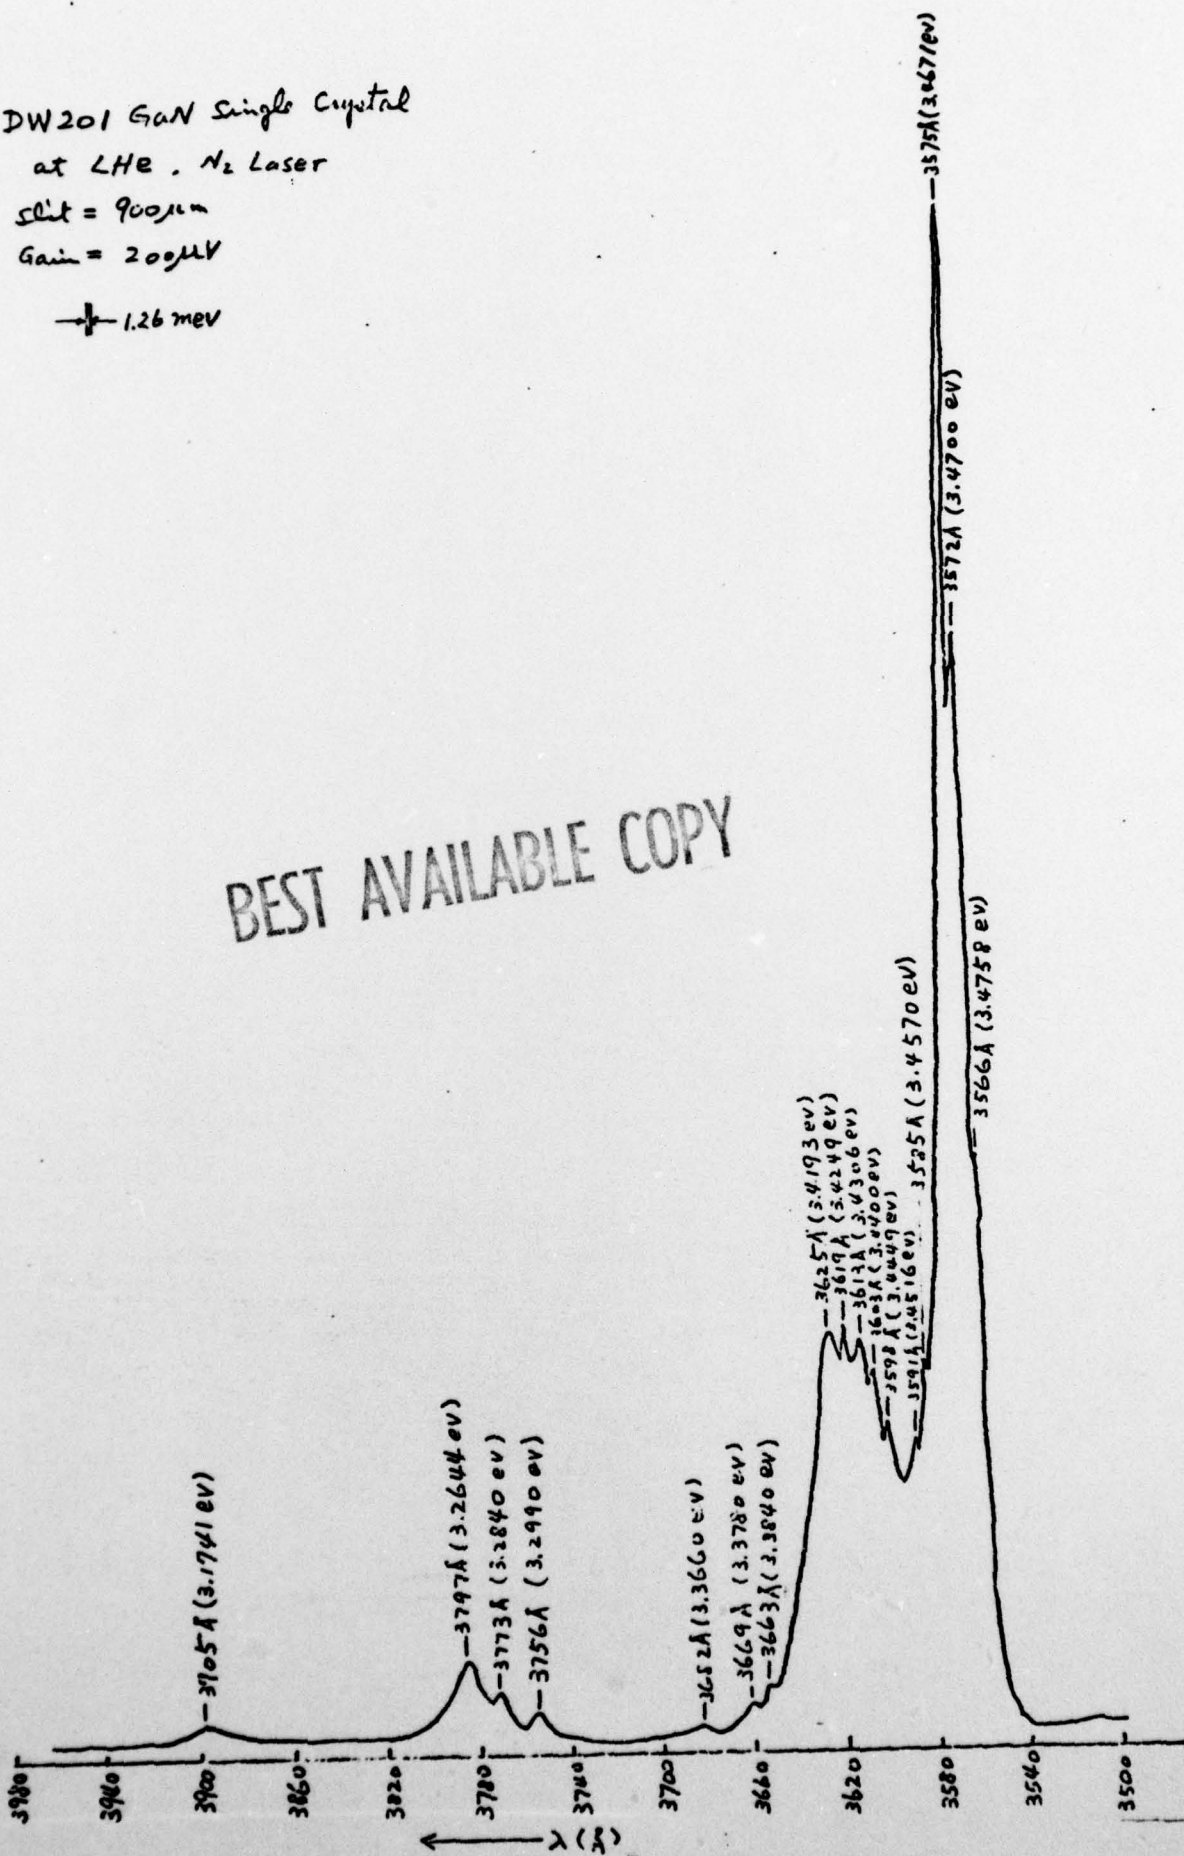 DW201 GaN Single Crystal
at LHe. N₂ Laser
slit = 900μm
Gain = 200μV
1.26 meV
BEST AVAILABLE COPY
3905Å (3.1741 ev)
3797Å (3.2644 ev)
3773Å (3.2840 ev)
3756Å (3.2990 ev)
3682Å (3.3660 ev)
3669Å (3.3780 ev)
3663Å (3.3840 ev)
3625Å (3.4193 ev)
3619Å (3.4249 ev)
3613Å (3.4306 ev)
3603Å (3.4400 ev)
3598Å (3.4449 ev)
3591Å (3.4516 ev)
3585Å (3.4570 ev)
3575Å (3.4671 ev)
3572Å (3.4700 ev)
3566Å (3.4758 ev)
3980 3940 3900 3860 3820 3780 3740 3700 3660 3620 3580 3540 3500
λ (Å)